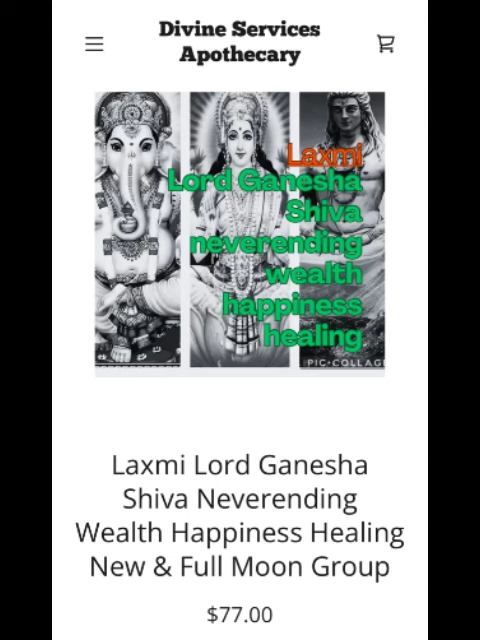 Divine Services
Apothecary
Laxmi
Lord Ganesha
Shiva
neverending
wealth
happiness
healing
PIC•COLLAGE
Laxmi Lord Ganesha
Shiva Neverending
Wealth Happiness Healing
New & Full Moon Group
$77.00